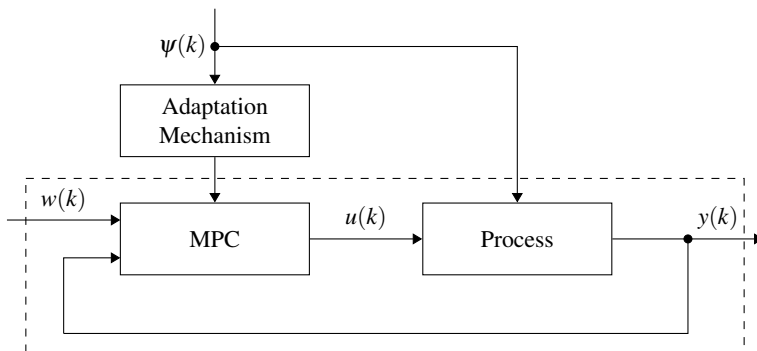 ψ(k)
Adaptation
Mechanism
w(k)
MPC
u(k)
Process
y(k)